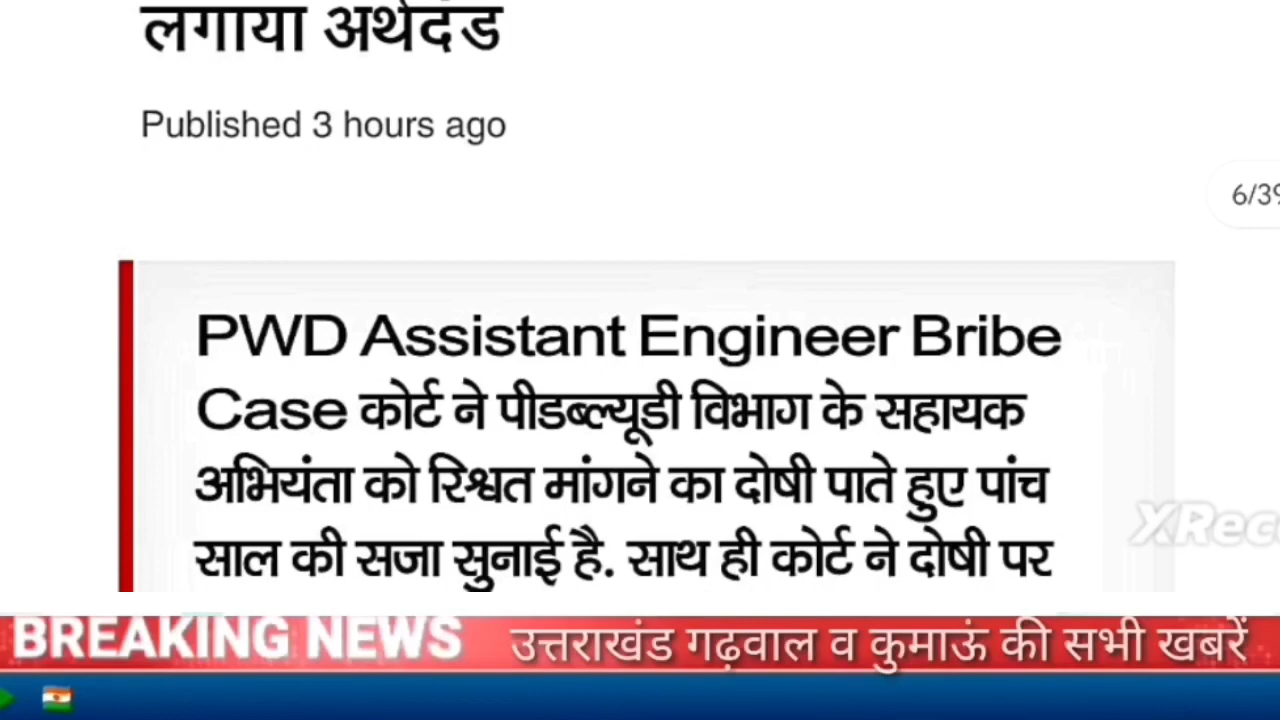 लगाया अर्थदंड
Published 3 hours ago
6/39
PWD Assistant Engineer Bribe
Case कोर्ट ने पीडब्ल्यूडी विभाग के सहायक
अभियंता को रिश्वत मांगने का दोषी पाते हुए पांच
साल की सजा सुनाई है. साथ ही कोर्ट ने दोषी पर
XRec
BREAKING NEWS उत्तराखंड गढ़वाल व कुमाऊं की सभी खबरें